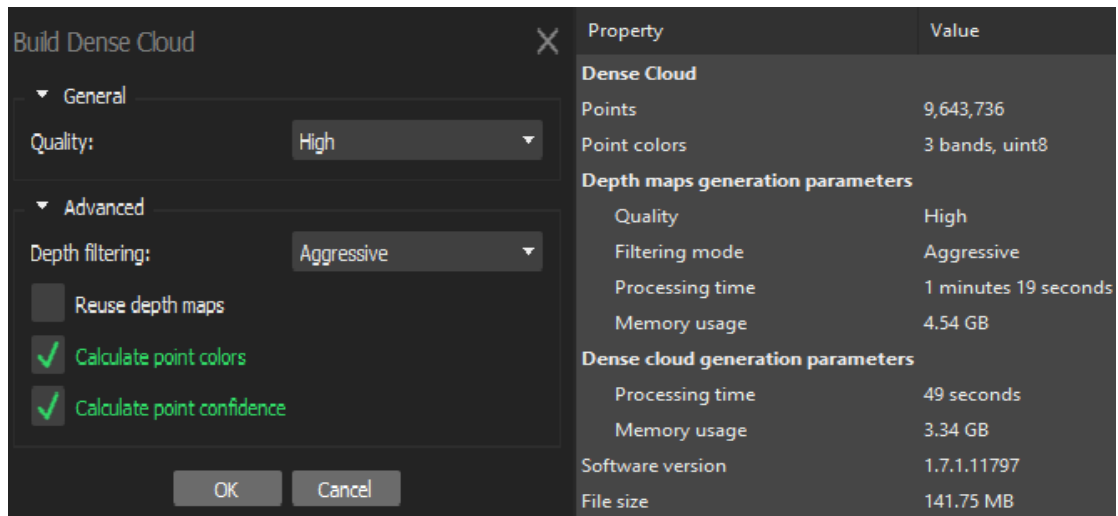 Build Dense Cloud
General
Quality: High
Advanced
Depth filtering: Aggressive
Reuse depth maps
Calculate point colors
Calculate point confidence
OK Cancel
Property Value
Dense Cloud
Points 9,643,736
Point colors 3 bands, uint8
Depth maps generation parameters
Quality High
Filtering mode Aggressive
Processing time 1 minutes 19 seconds
Memory usage 4.54 GB
Dense cloud generation parameters
Processing time 49 seconds
Memory usage 3.34 GB
Software version 1.7.1.11797
File size 141.75 MB